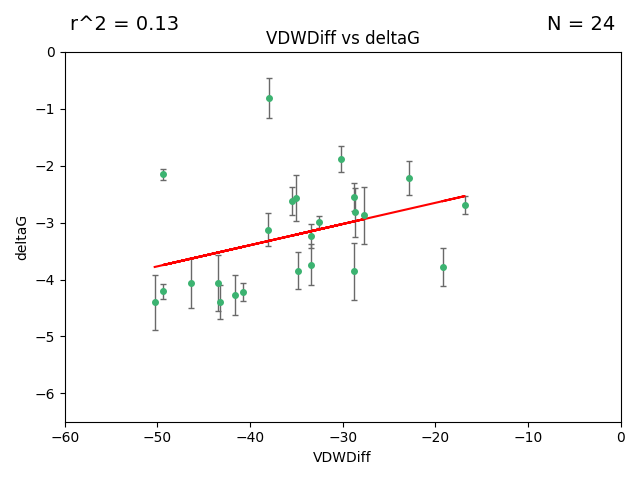 r^2 = 0.13
N = 24
VDWDiff vs deltaG
0
−1
−2
−3
−4
−5
−6
deltaG
−60 −50 −40 −30 −20 −10 0
VDWDiff